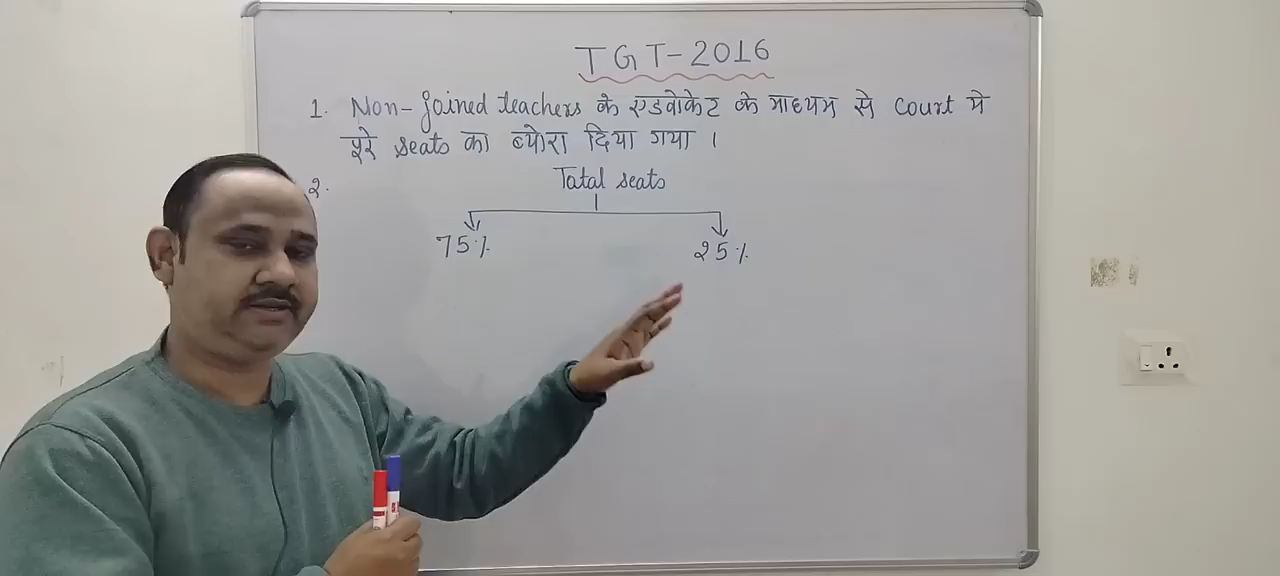 TGT-2016
1. Non-joined teachers के एडवोकेट के माध्यम से court मे
पूरे seats का ब्योरा दिया गया ।
2.
Tatal seats
75%
25%